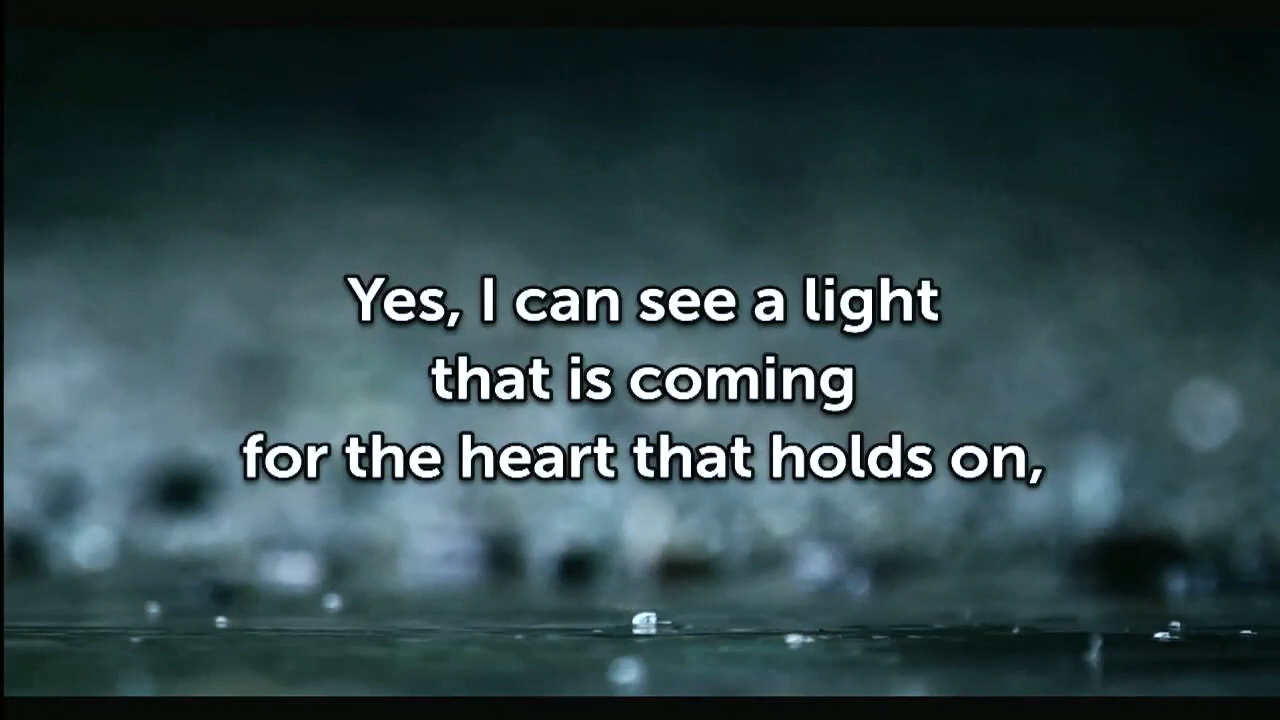 Yes, I can see a light
that is coming
for the heart that holds on,